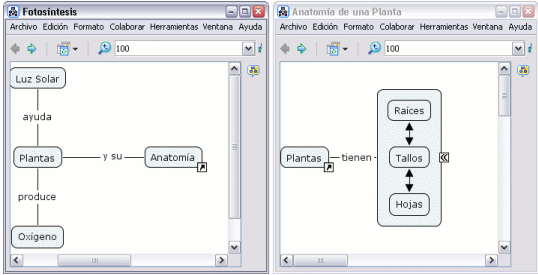 Fotosíntesis
Archivo Edición Formato Colaborar Herramientas Ventana Ayuda
100
Luz Solar
ayuda
Plantas
y su
Anatomía
produce
Oxígeno
Anatomía de una Planta
Archivo Edición Formato Colaborar Herramientas Ventana Ayuda
100
Raíces
Plantas
tienen
Tallos
Hojas